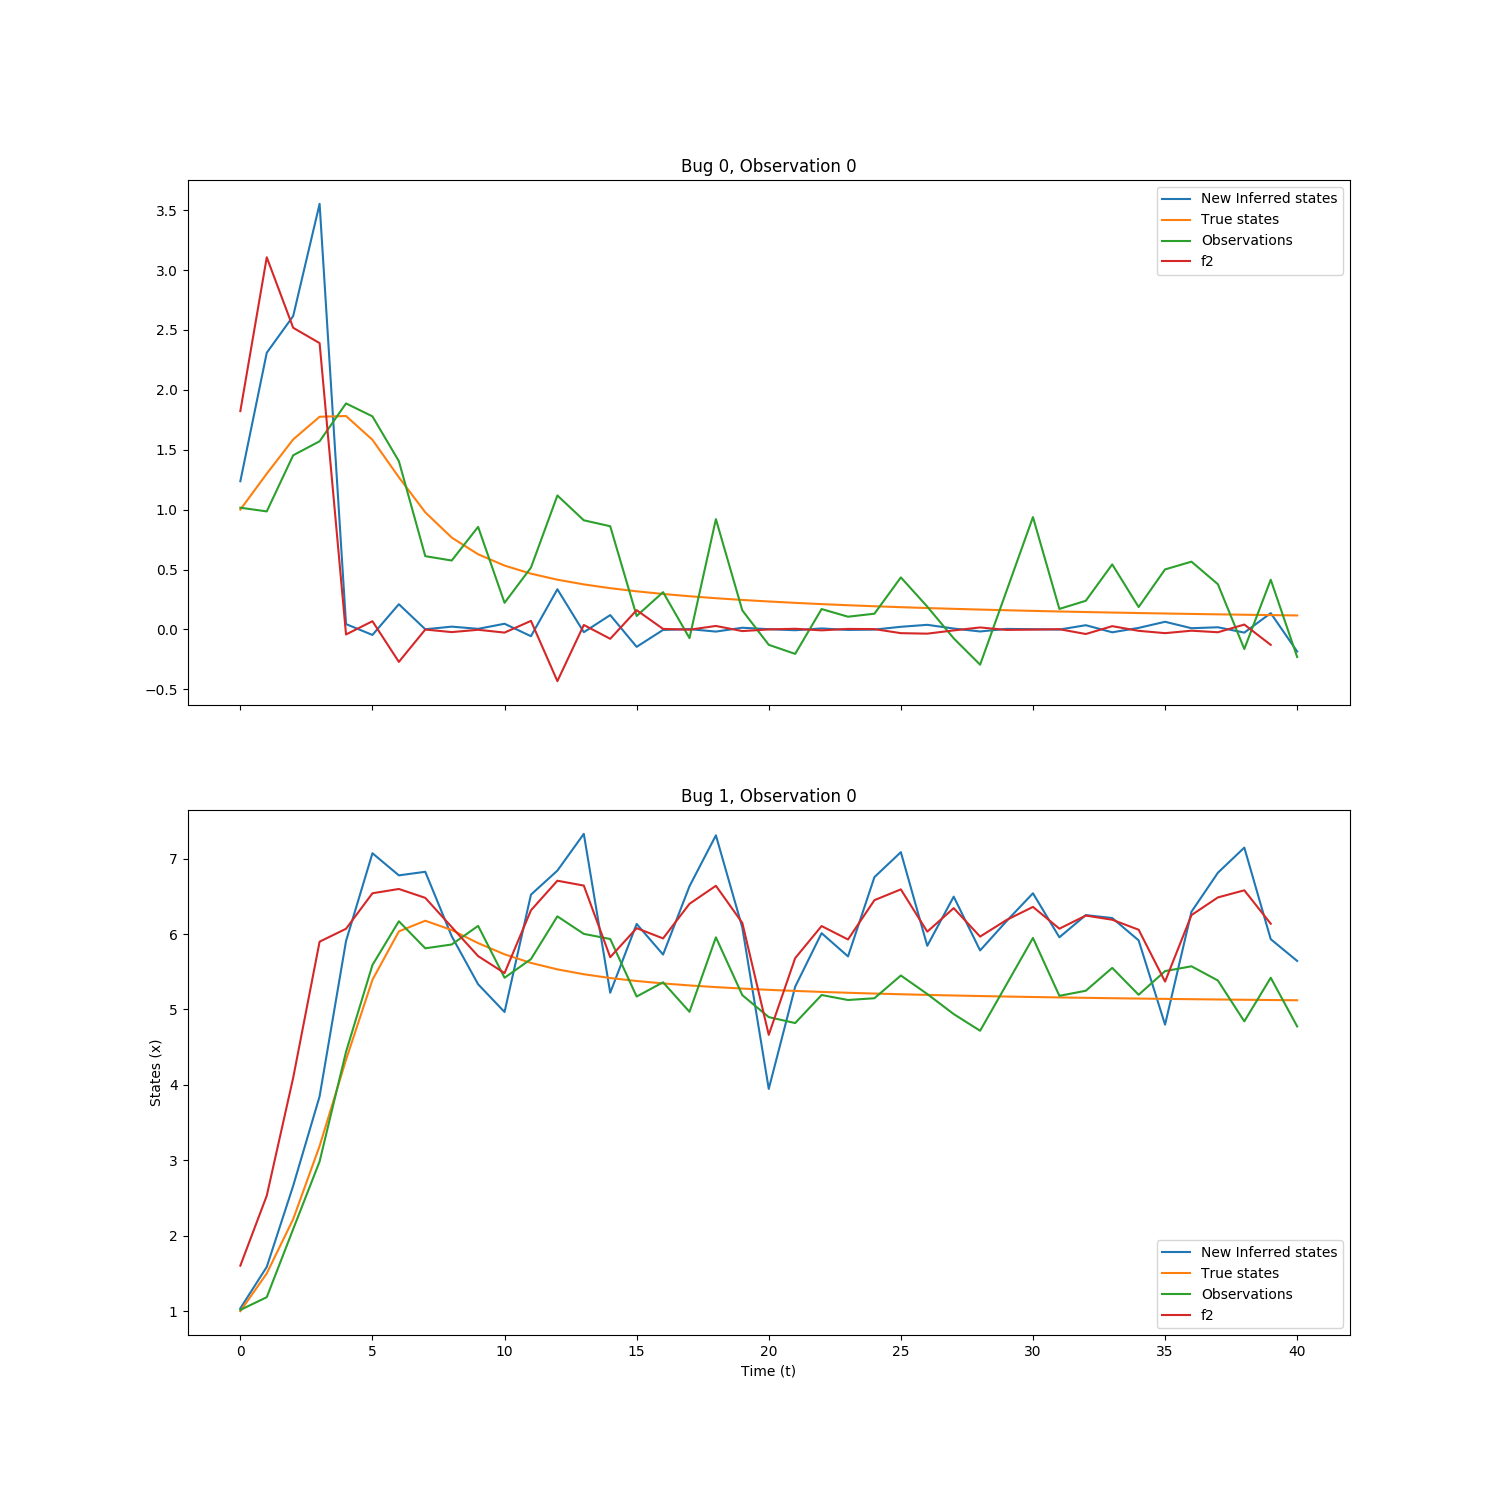 Bug 0, Observation 0
3.5
3.0
2.5
2.0
1.5
1.0
0.5
0.0
−0.5
New Inferred states
True states
Observations
f2
Bug 1, Observation 0
States (x)
7
6
5
4
3
2
1
New Inferred states
True states
Observations
f2
0 5 10 15 20 25 30 35 40
Time (t)